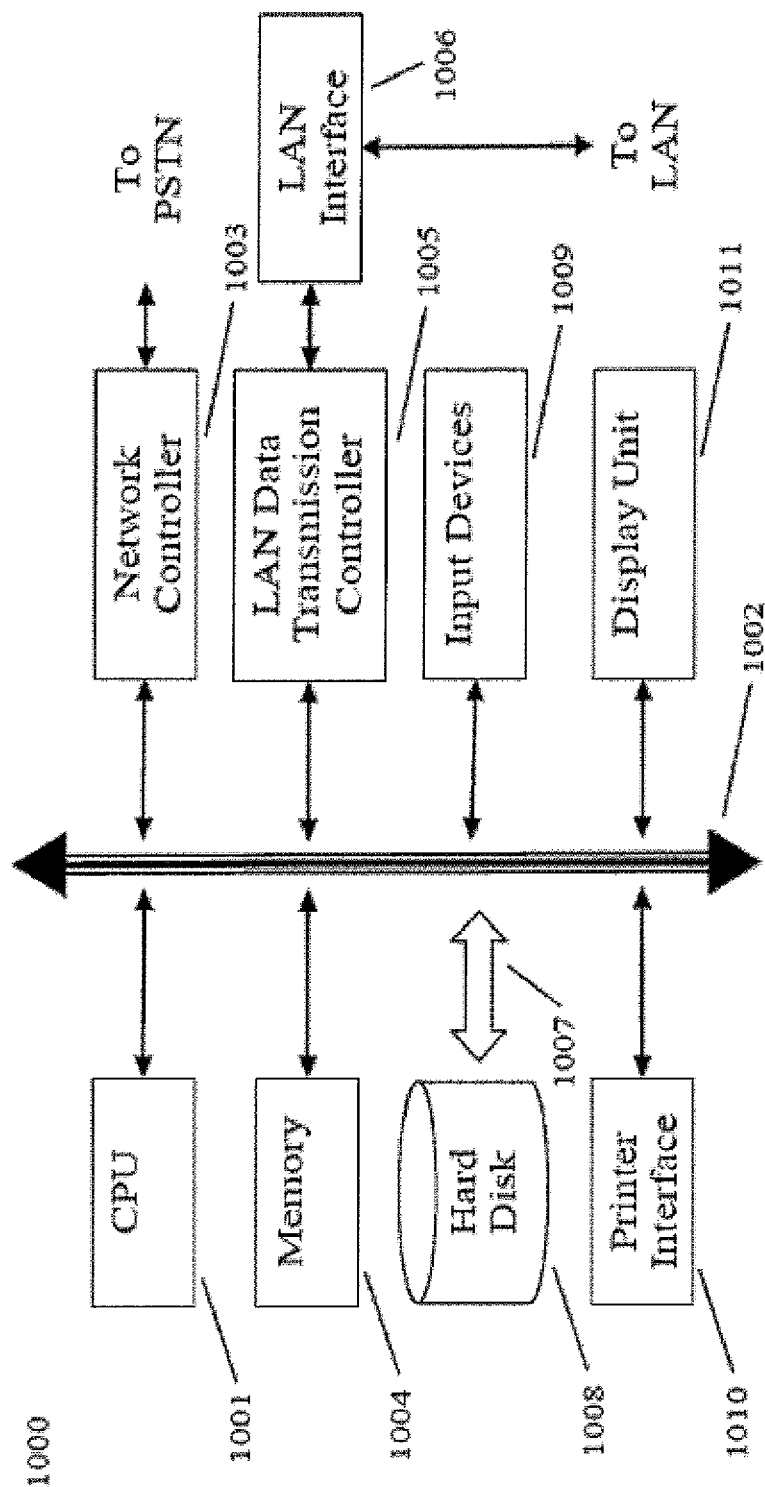 1000
CPU
1001
Memory
1004
Hard
Disk
1008
Printer
Interface
1010
1007
1002
Network
Controller
1003
To
PSTN
LAN Data
Transmission
Controller
1005
LAN
Interface
1006
To
LAN
Input Devices
1009
Display Unit
1011